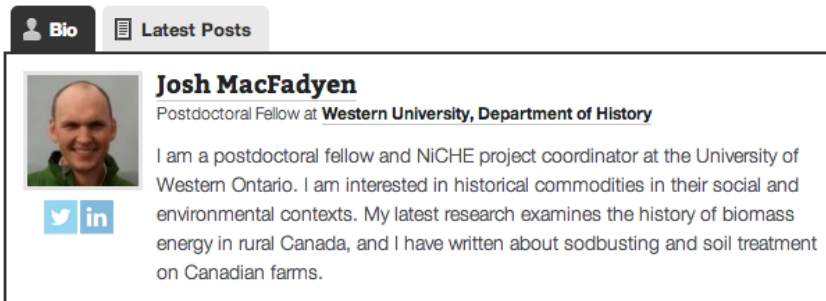 Bio
Latest Posts
Josh MacFadyen
Postdoctoral Fellow at Western University, Department of History
I am a postdoctoral fellow and NiCHE project coordinator at the University of
Western Ontario. I am interested in historical commodities in their social and
environmental contexts. My latest research examines the history of biomass
energy in rural Canada, and I have written about sodbusting and soil treatment
on Canadian farms.
in